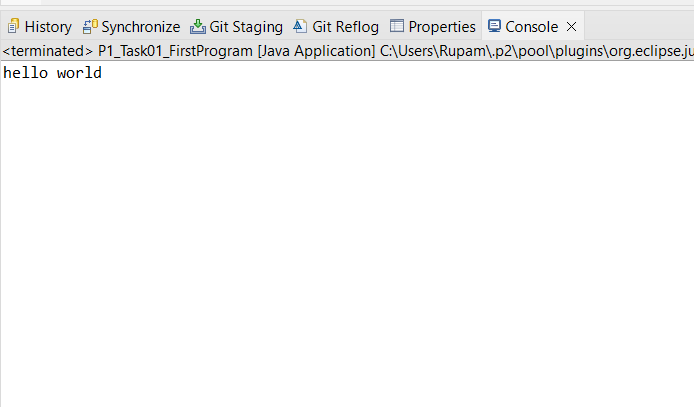 History Synchronize Git Staging Git Reflog Properties Console
<terminated> P1_Task01_FirstProgram [Java Application] C:\Users\Rupam\.p2\pool\plugins\org.eclipse.ju
hello world